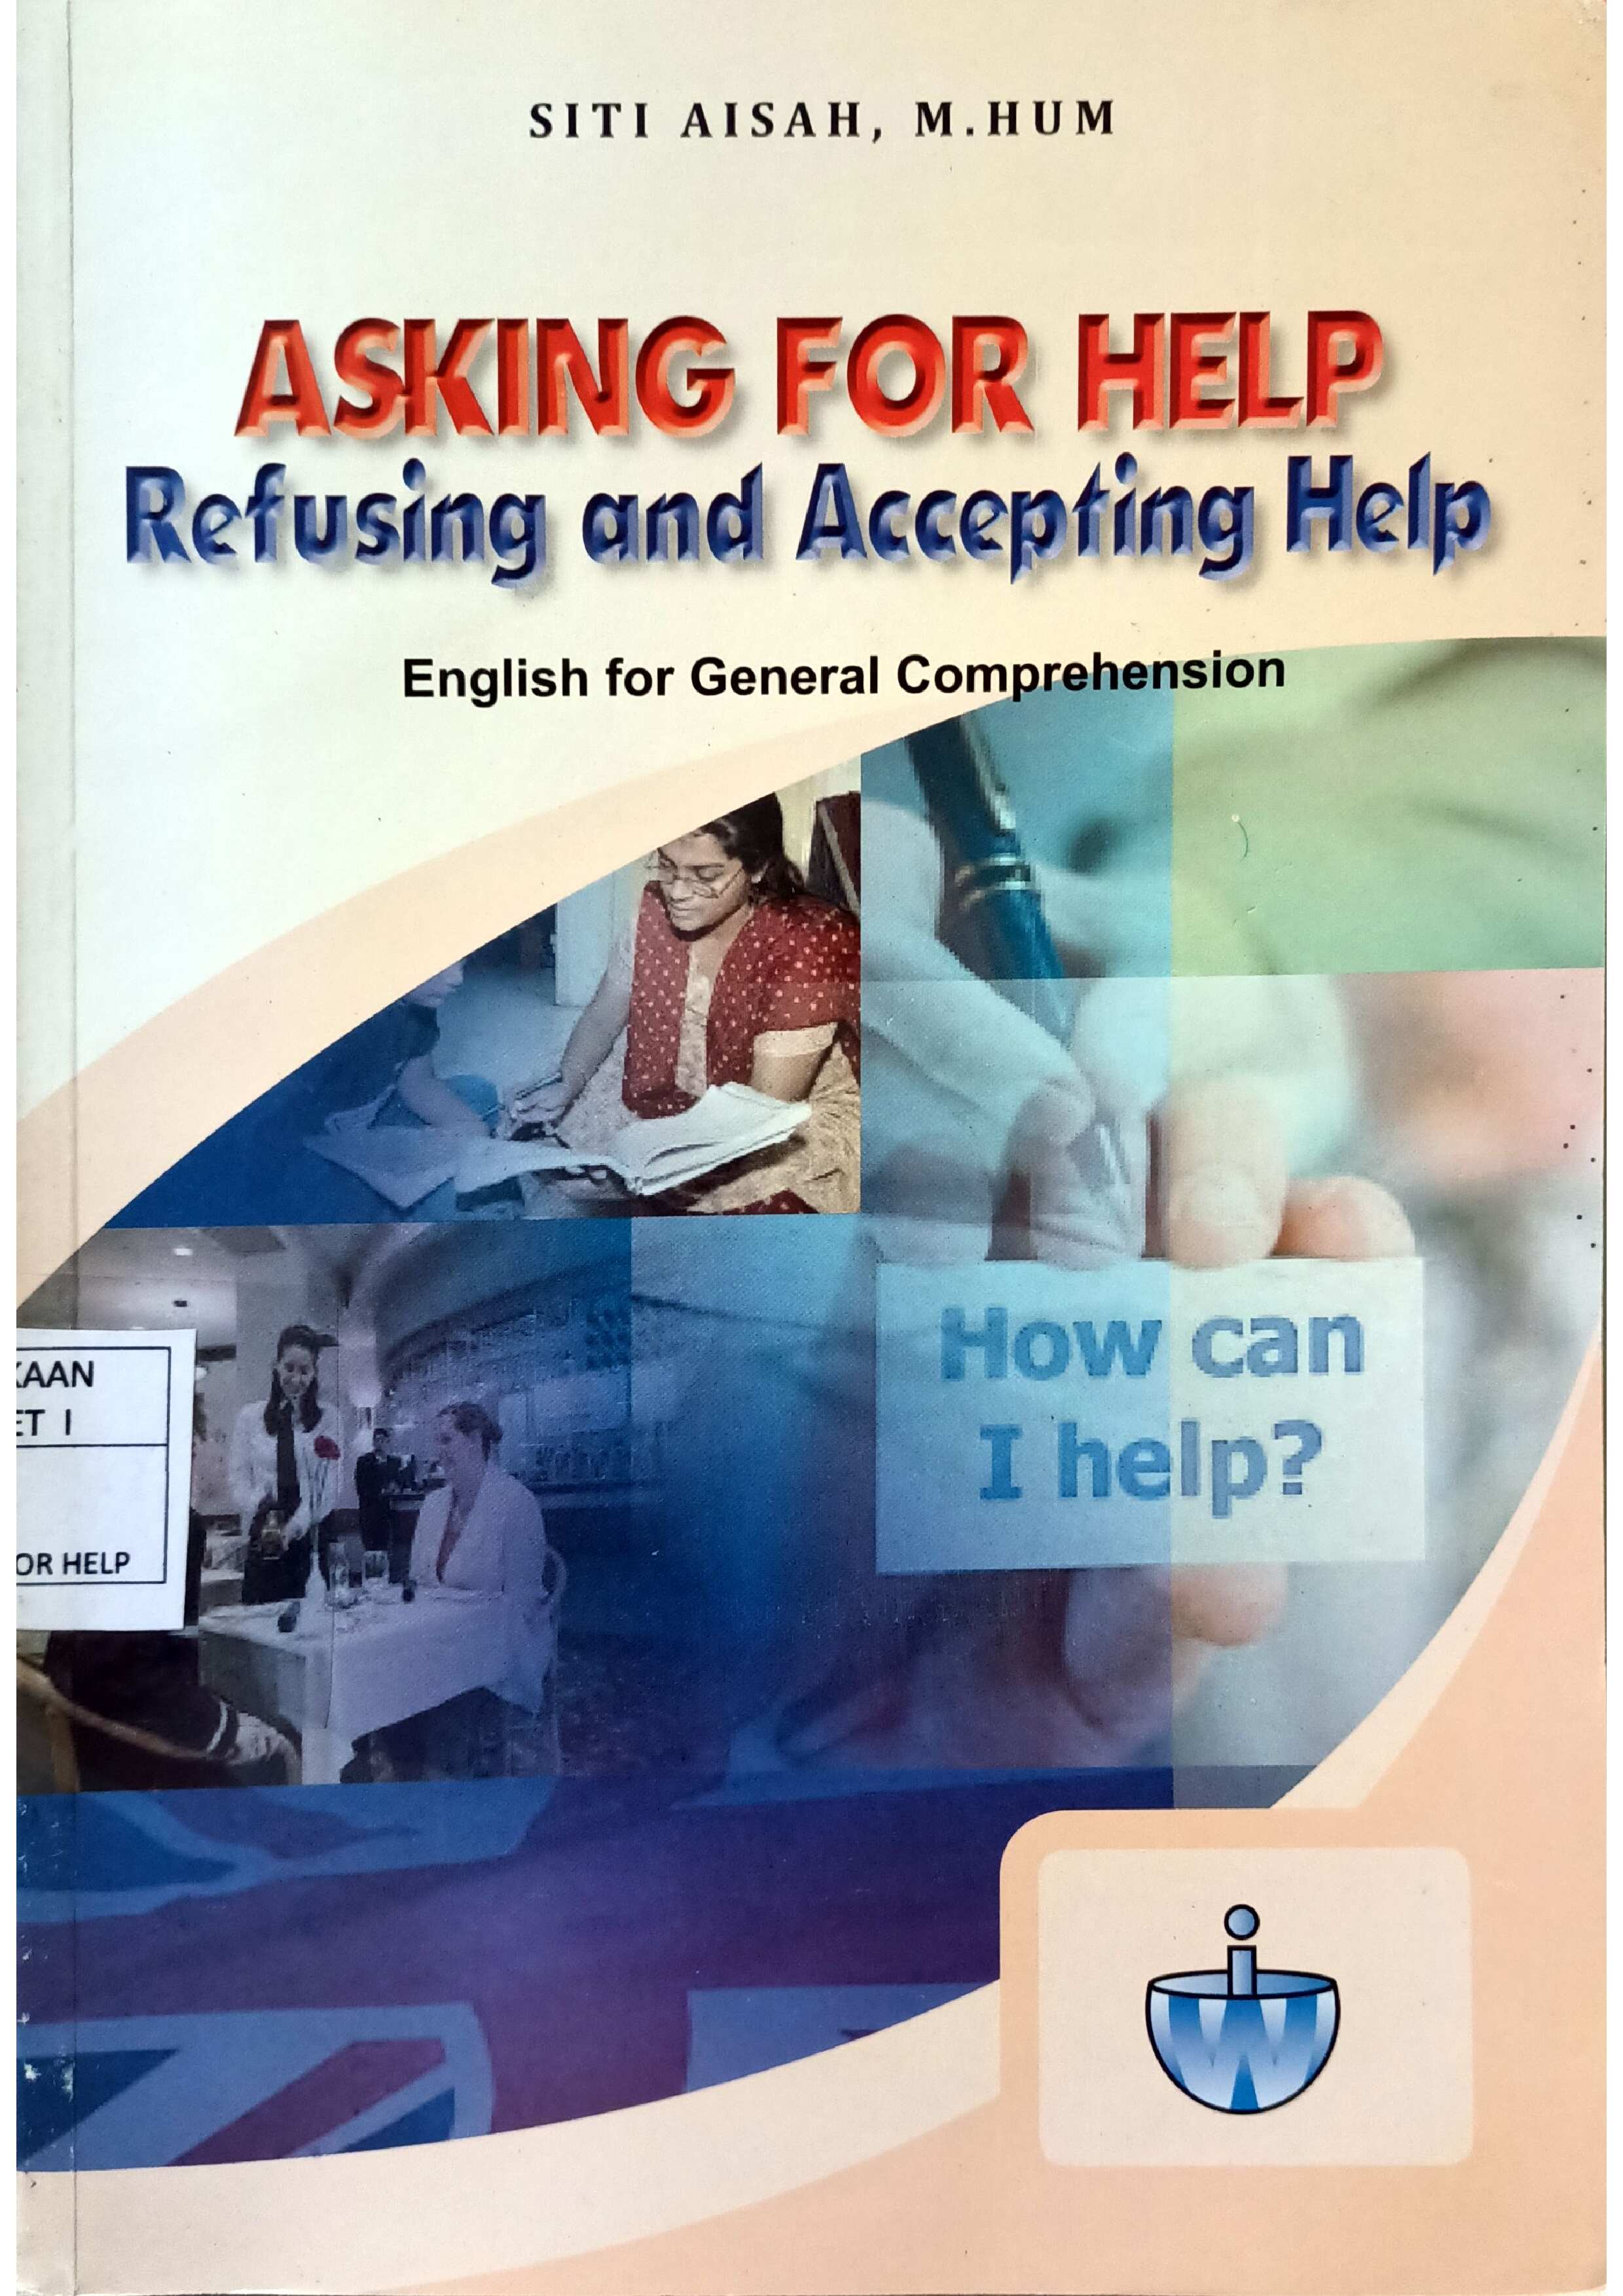 SITI AISAH, M.HUM
ASKING FOR HELP
Refusing and Accepting Help
English for General Comprehension
How can
I help?
KAAN
ET I
OR HELP
W